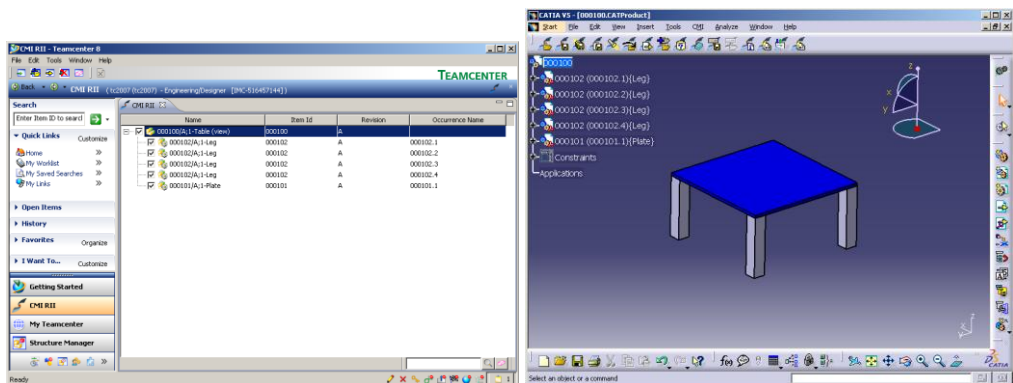 CMI RII - Teamcenter 8
File Edit Tools Window Help
TEAMCENTER
Back CMI RII (tc2007 (tc2007) - Engineering/Designer [IMC-516457144])
Search
Enter Item ID to searcl
Quick Links Customize
Home
My Worklist
My Saved Searches
My Links
Open Items
History
Favorites Organize
I Want To... Customize
Getting Started
CMI RII
My Teamcenter
Structure Manager
Ready
CMI RII
Name Item Id Revision Occurrence Name
000100/A;1-Table (view) 000100 A
000102/A;1-Leg 000102 A 000102.1
000102/A;1-Leg 000102 A 000102.2
000102/A;1-Leg 000102 A 000102.3
000102/A;1-Leg 000102 A 000102.4
000101/A;1-Plate 000101 A 000101.1
1
CATIA V5 - [000100.CATProduct]
Start File Edit View Insert Tools CMI Analyze Window Help
000100
000102 (000102.1){Leg}
000102 (000102.2){Leg}
000102 (000102.3){Leg}
000102 (000102.4){Leg}
000101 (000101.1){Plate}
Constraints
Applications
z
x
y
f(x)
CATIA
Select an object or a command